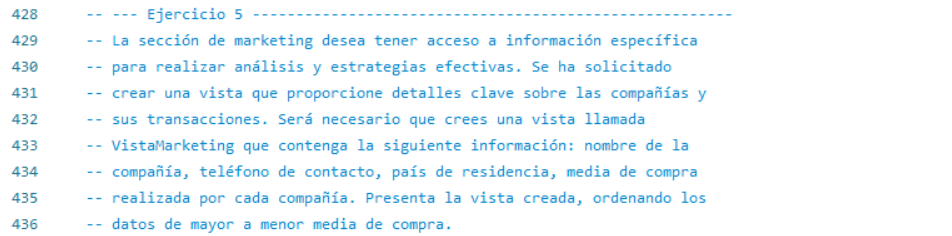 428 -- --- Ejercicio 5 -------------------------------------------------------
429 -- La sección de marketing desea tener acceso a información específica
430 -- para realizar análisis y estrategias efectivas. Se ha solicitado
431 -- crear una vista que proporcione detalles clave sobre las compañías y
432 -- sus transacciones. Será necesario que crees una vista llamada
433 -- VistaMarketing que contenga la siguiente información: nombre de la
434 -- compañía, teléfono de contacto, país de residencia, media de compra
435 -- realizada por cada compañía. Presenta la vista creada, ordenando los
436 -- datos de mayor a menor media de compra.